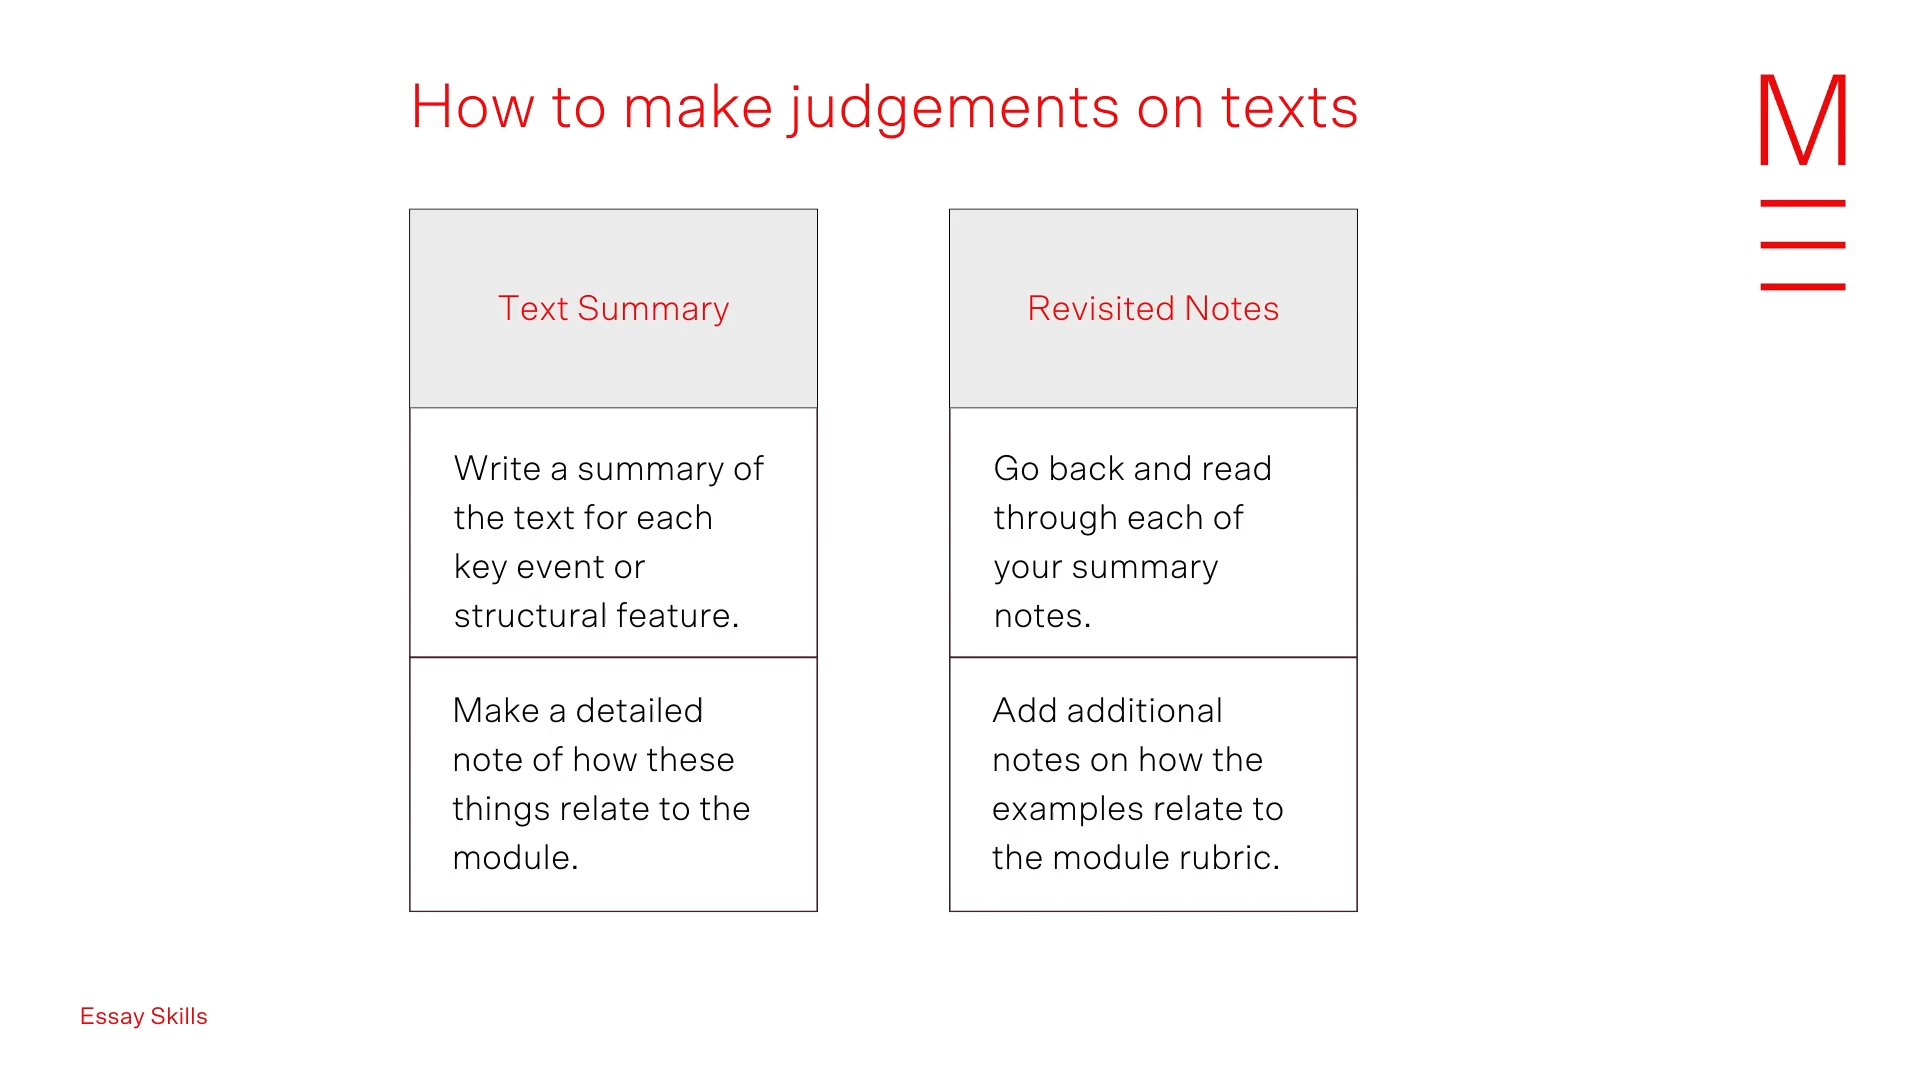 How to make judgements on texts
M
Text Summary
Write a summary of
the text for each
key event or
structural feature.
Make a detailed
note of how these
things relate to the
module.
Revisited Notes
Go back and read
through each of
your summary
notes.
Add additional
notes on how the
examples relate to
the module rubric.
Essay Skills